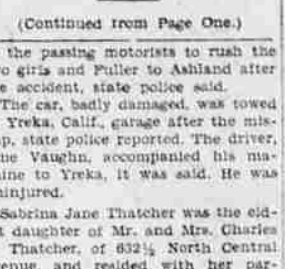 (Continued from Page One.)
the passing motorists to rush the
o girls and Fuller to Ashland after
e accident, state police said.
The car, badly damaged, was towed
Yreka, Calif., garage after the mis-
p, state police reported. The driver,
ne Vaughn, accompanied his ma-
ine to Yreka, it was said. He was
ninjured.
Sabrina Jane Thatcher was the eld-
t daughter of Mr. and Mrs. Charles
Thatcher, of 632½ North Central
enue, and resided with her par-